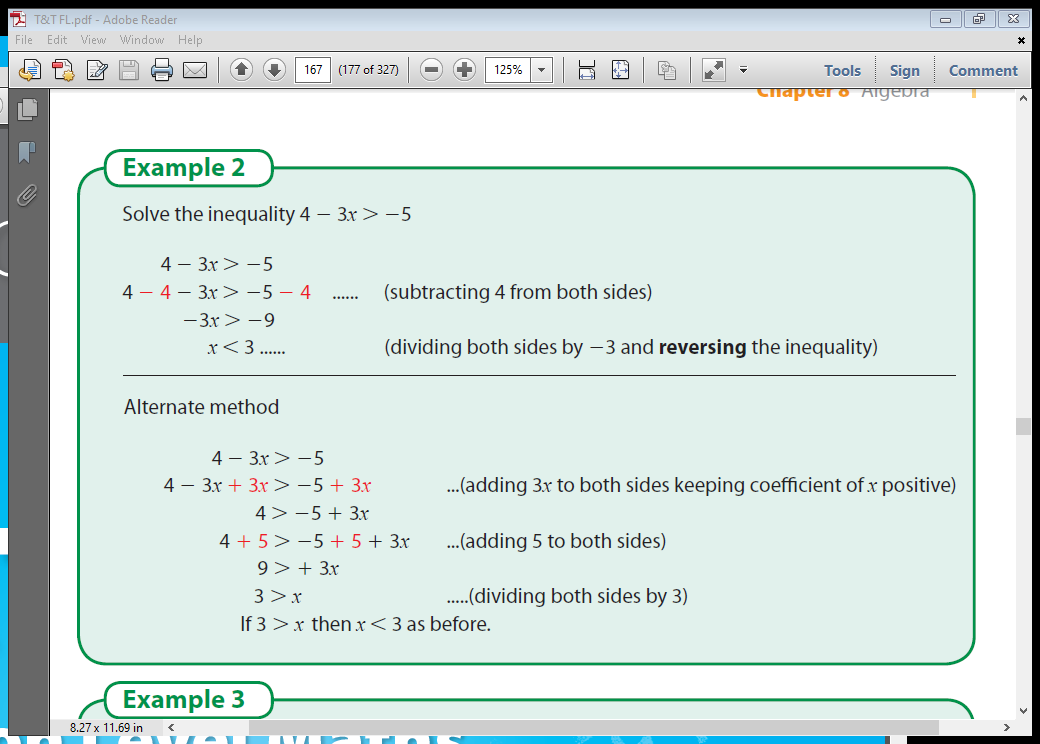 T&T FL.pdf - Adobe Reader
File Edit View Window Help
167 (177 of 327) 125% Tools Sign Comment
Chapter 8 Algebra
Example 2
Solve the inequality 4 − 3x > −5
4 − 3x > −5
4 − 4 − 3x > −5 − 4 ...... (subtracting 4 from both sides)
−3x > −9
x < 3 ...... (dividing both sides by −3 and reversing the inequality)
Alternate method
4 − 3x > −5
4 − 3x + 3x > −5 + 3x ...(adding 3x to both sides keeping coefficient of x positive)
4 > −5 + 3x
4 + 5 > −5 + 5 + 3x ...(adding 5 to both sides)
9 > + 3x
3 > x .....(dividing both sides by 3)
If 3 > x then x < 3 as before.
Example 3
8.27 x 11.69 in